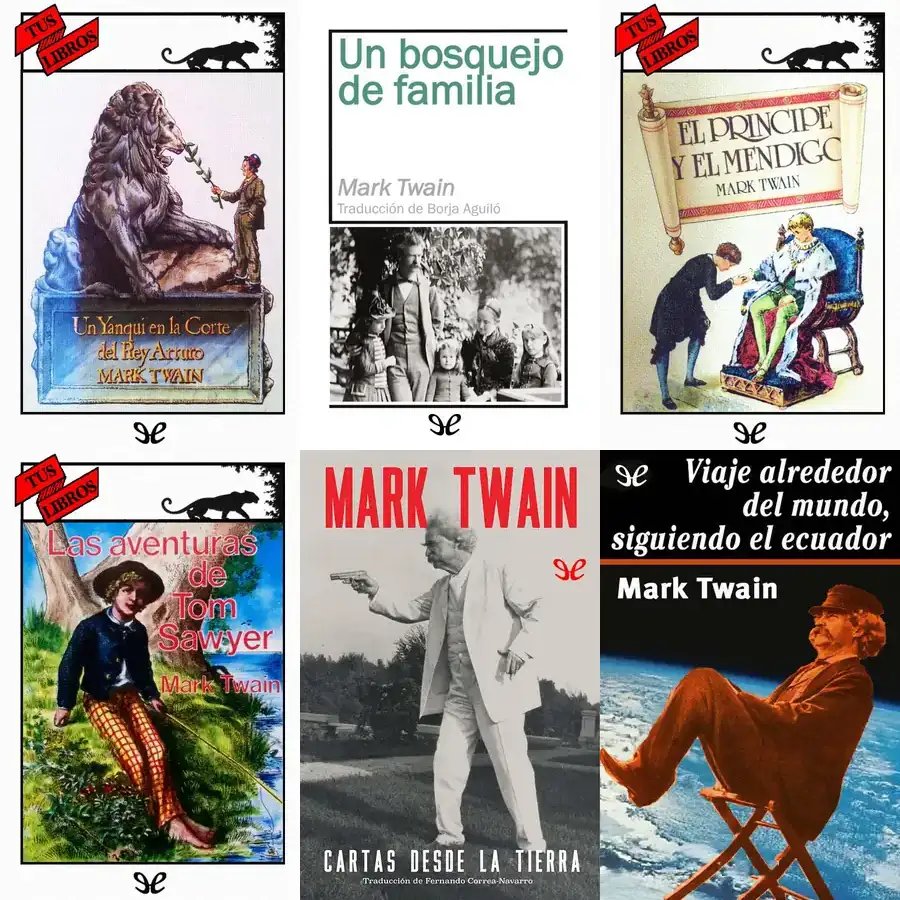 TUS
LIBROS
Un Yanqui en la Corte
del Rey Arturo
MARK TWAIN
Un bosquejo
de familia
Mark Twain
Traducción de Borja Aguiló
TUS
LIBROS
EL PRINCIPE
Y EL MENDIGO
MARK TWAIN
TUS
LIBROS
Las aventuras
de
Tom
Sawyer
Mark Twain
MARK TWAIN
CARTAS DESDE LA TIERRA
Traducción de Fernando Correa-Navarro
Viaje alrededor
del mundo,
siguiendo el ecuador
Mark Twain